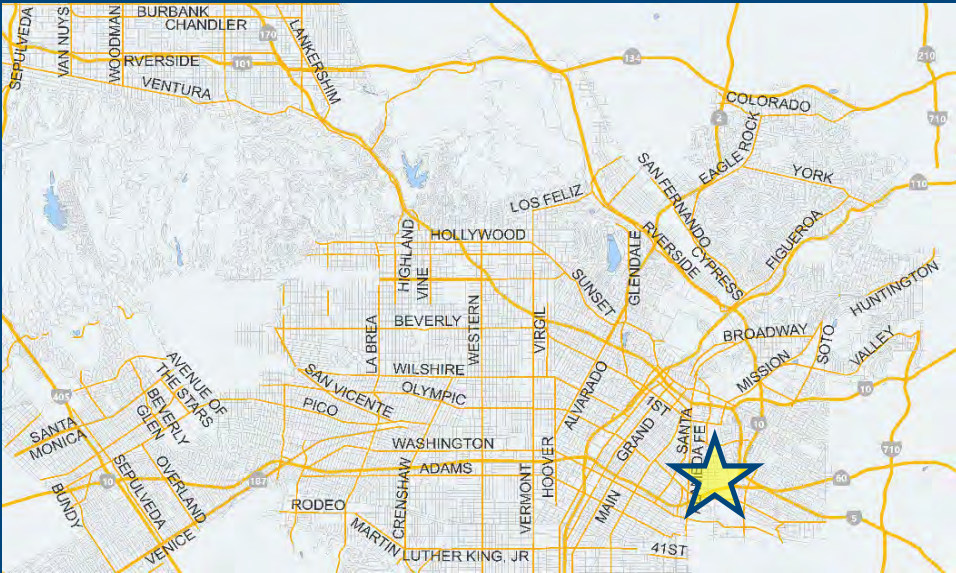 BURBANK
CHANDLER
SEPULVEDA
VAN NUYS
WOODMAN
170
LANKERSHIM
RVERSIDE
101
134
210
VENTURA
COLORADO
2
710
EAGLE ROCK
SAN FERNANDO
YORK
110
LOS FELIZ
FIGUEROA
HIGHLAND
HOLLYWOOD
RVERSIDE
CYPRESS
VINE
SUNSET
GLENDALE
HUNTINGTON
LA BREA
BEVERLY
WESTERN
VIRGIL
BROADWAY
SOTO
VALLEY
MISSION
AVENUE OF
THE STARS
WILSHIRE
OLYMPIC
SAN VICENTE
PICO
ALVARADO
405
BEVERLY
GLEN
10
1ST
GRAND
SANTA
FE
10
SANTA
MONICA
WASHINGTON
ADAMS
HOOVER
710
SEPULVEDA
OVERLAND
10
187
60
BUNDY
CRENSHAW
VERMONT
MAIN
RODEO
5
VENICE
MARTIN
LUTHER KING, JR
41ST